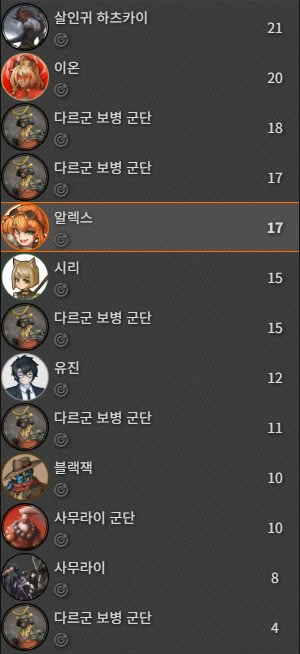 살인귀 하츠카이 21
이온 20
다르군 보병 군단 18
다르군 보병 군단 17
알렉스 17
시리 15
다르군 보병 군단 15
유진 12
다르군 보병 군단 11
블랙잭 10
사무라이 군단 10
사무라이 8
다르군 보병 군단 4